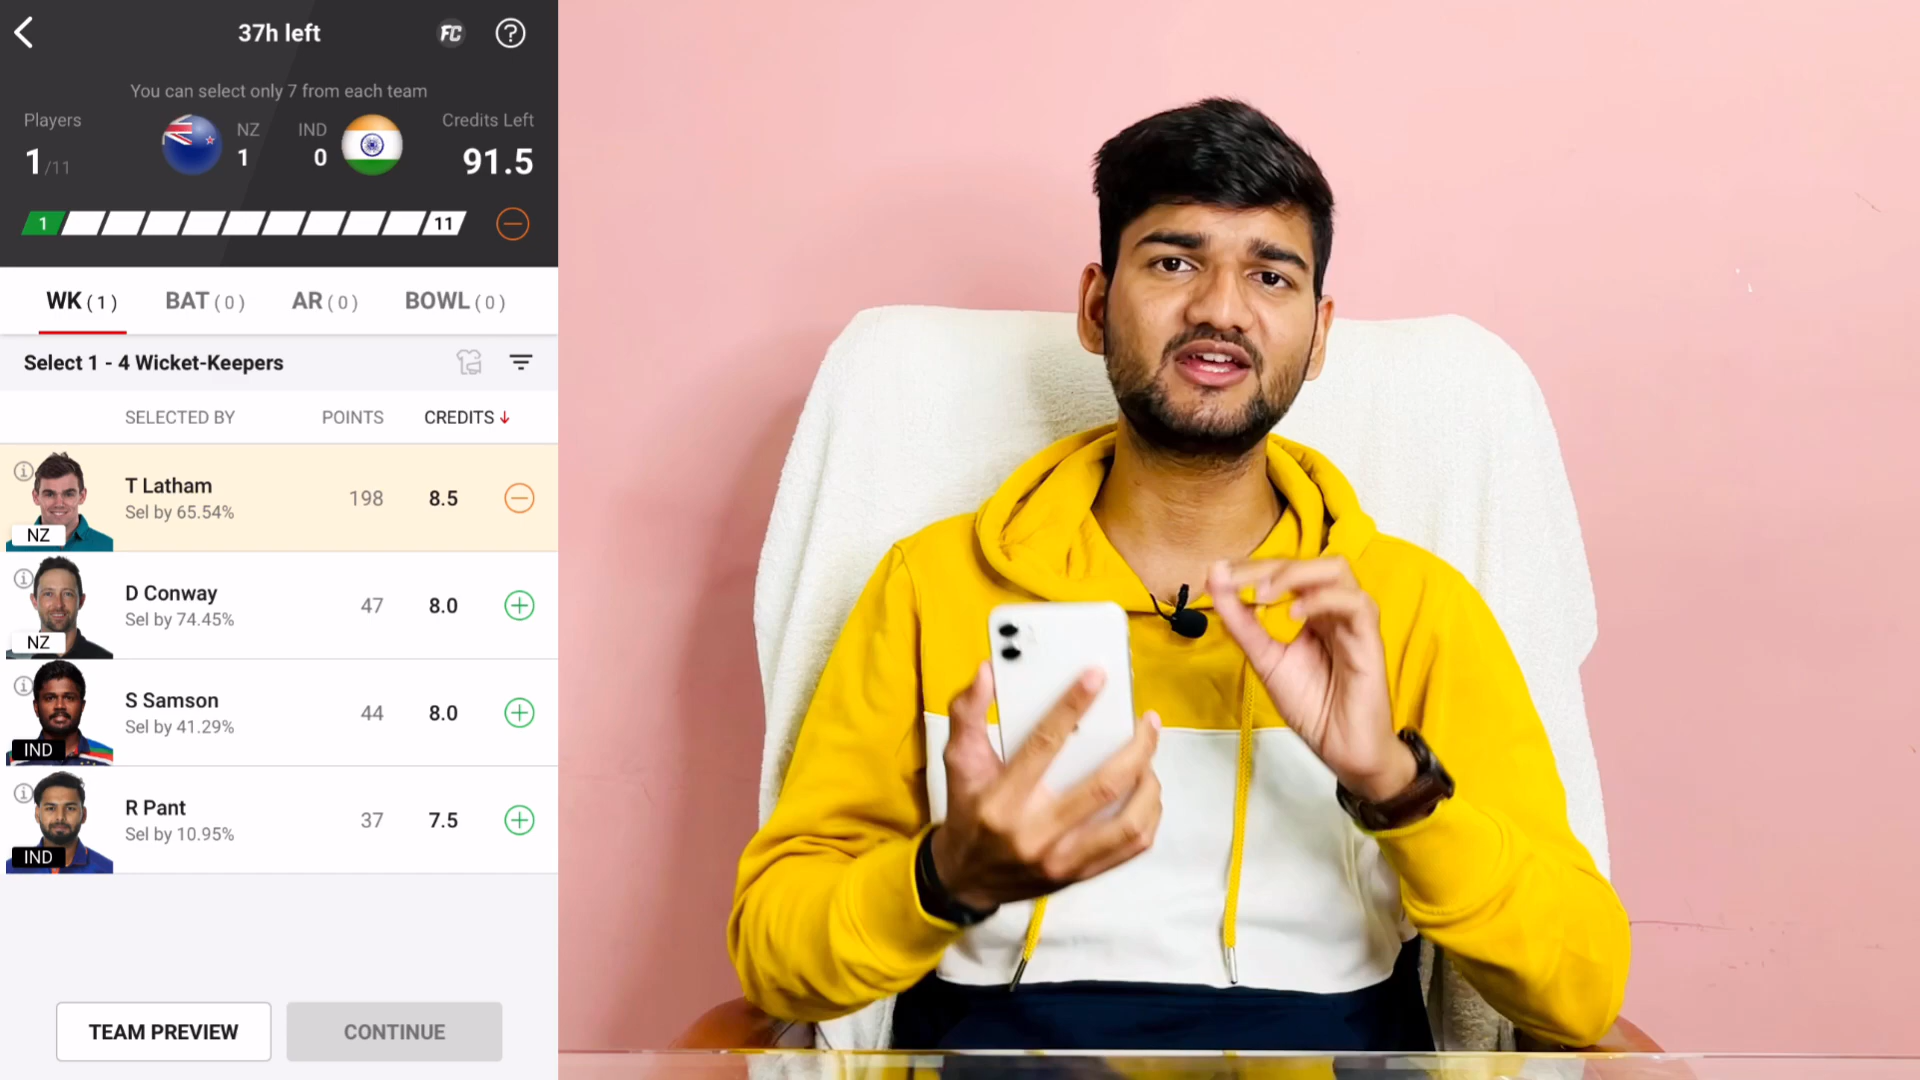 37h left
FC
?
You can select only 7 from each team
Players
1/11
NZ
1
IND
0
Credits Left
91.5
1
11
WK (1)
BAT (0)
AR (0)
BOWL (0)
Select 1 - 4 Wicket-Keepers
SELECTED BY
POINTS
CREDITS ↓
i
NZ
T Latham
Sel by 65.54%
198
8.5
i
NZ
D Conway
Sel by 74.45%
47
8.0
i
IND
S Samson
Sel by 41.29%
44
8.0
i
IND
R Pant
Sel by 10.95%
37
7.5
TEAM PREVIEW
CONTINUE